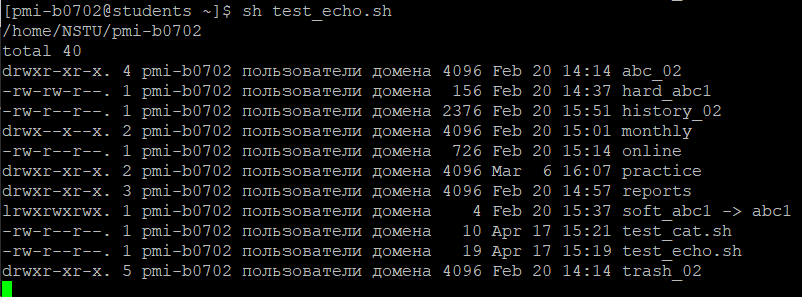 [pmi-b0702@students ~]$ sh test_echo.sh
/home/NSTU/pmi-b0702
total 40
drwxr-xr-x. 4 pmi-b0702 пользователи домена 4096 Feb 20 14:14 abc_02
-rw-rw-r--. 1 pmi-b0702 пользователи домена  156 Feb 20 14:37 hard_abc1
-rw-r--r--. 1 pmi-b0702 пользователи домена 2376 Feb 20 15:51 history_02
drwx--x--x. 2 pmi-b0702 пользователи домена 4096 Feb 20 15:01 monthly
-rw-r--r--. 1 pmi-b0702 пользователи домена  726 Feb 20 15:14 online
drwxr-xr-x. 2 pmi-b0702 пользователи домена 4096 Mar  6 16:07 practice
drwxr-xr-x. 3 pmi-b0702 пользователи домена 4096 Feb 20 14:57 reports
lrwxrwxrwx. 1 pmi-b0702 пользователи домена    4 Feb 20 15:37 soft_abc1 -> abc1
-rw-r--r--. 1 pmi-b0702 пользователи домена   10 Apr 17 15:21 test_cat.sh
-rw-r--r--. 1 pmi-b0702 пользователи домена   19 Apr 17 15:19 test_echo.sh
drwxr-xr-x. 5 pmi-b0702 пользователи домена 4096 Feb 20 14:14 trash_02